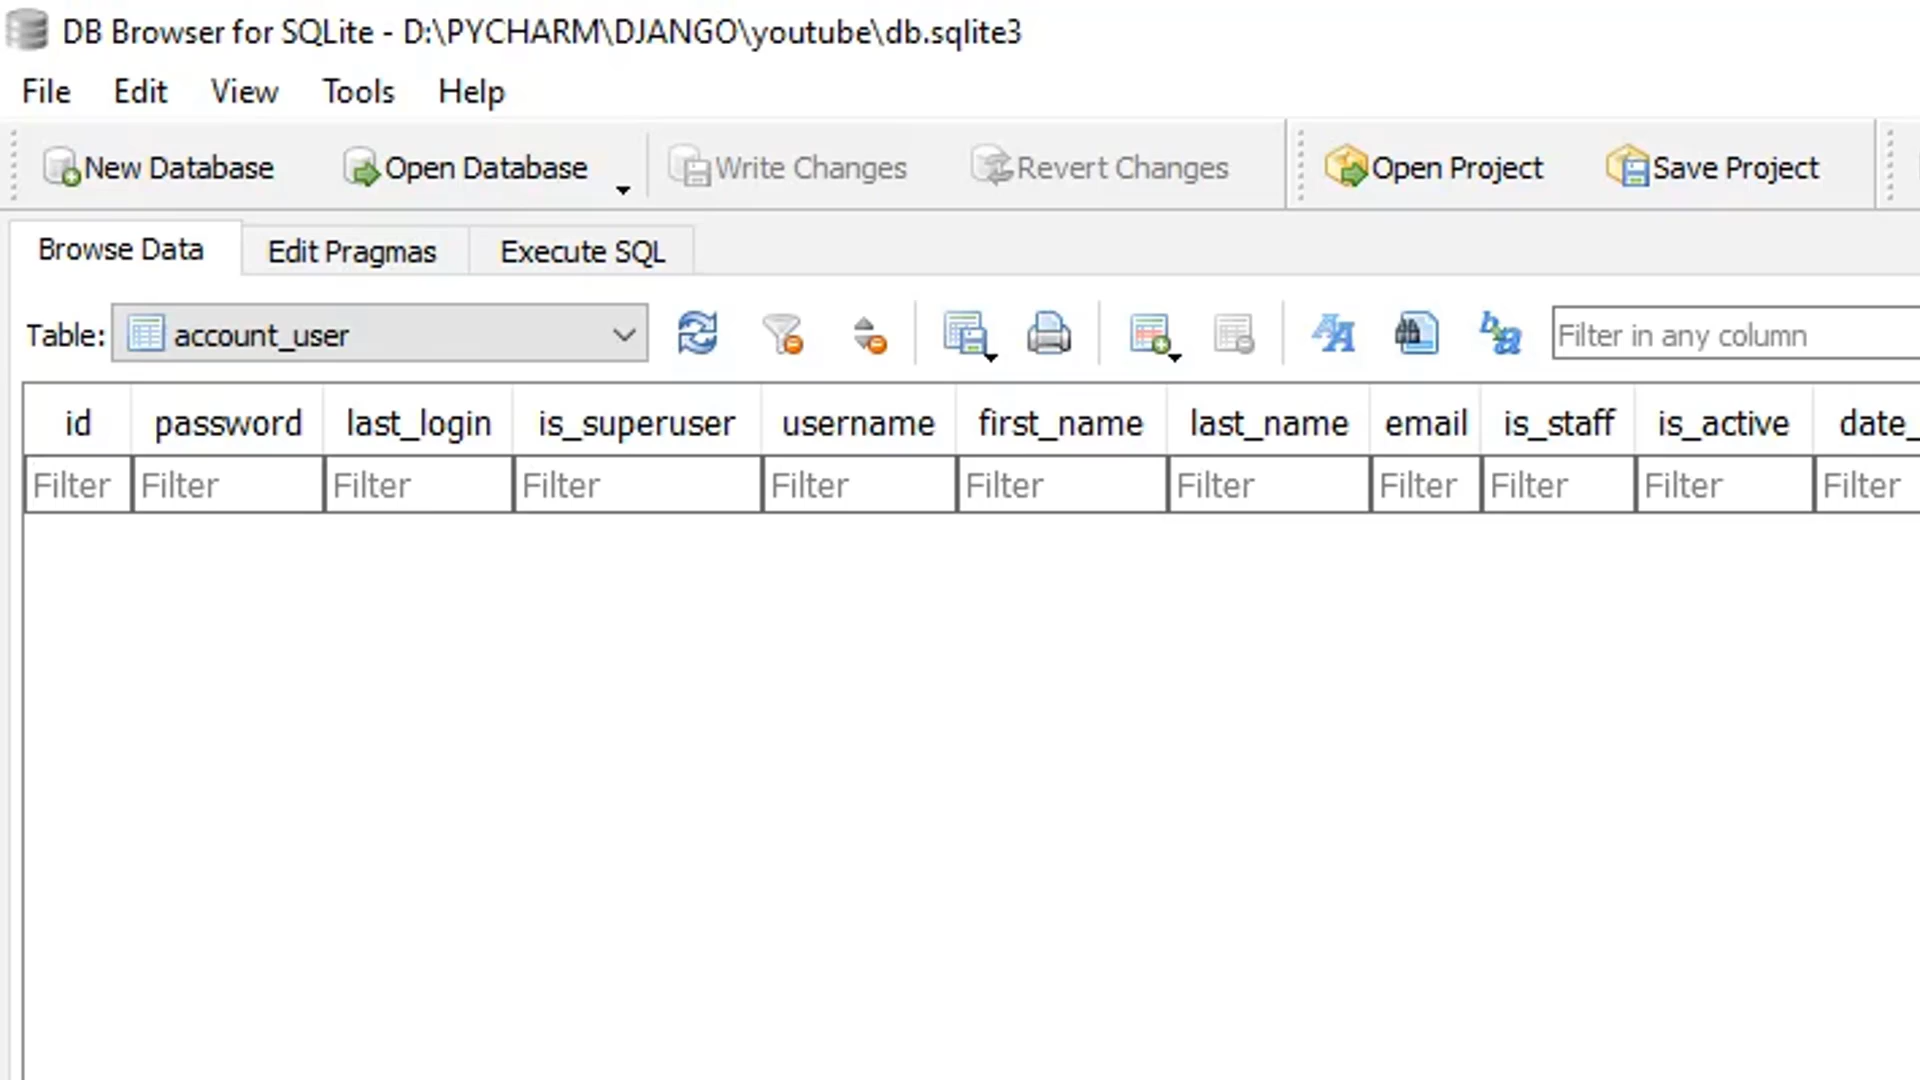 DB Browser for SQLite - D:\PYCHARM\DJANGO\youtube\db.sqlite3
File Edit View Tools Help
New Database Open Database Write Changes Revert Changes Open Project Save Project
Browse Data Edit Pragmas Execute SQL
Table: account_user Filter in any column
id password last_login is_superuser username first_name last_name email is_staff is_active date_
Filter Filter Filter Filter Filter Filter Filter Filter Filter Filter Filter